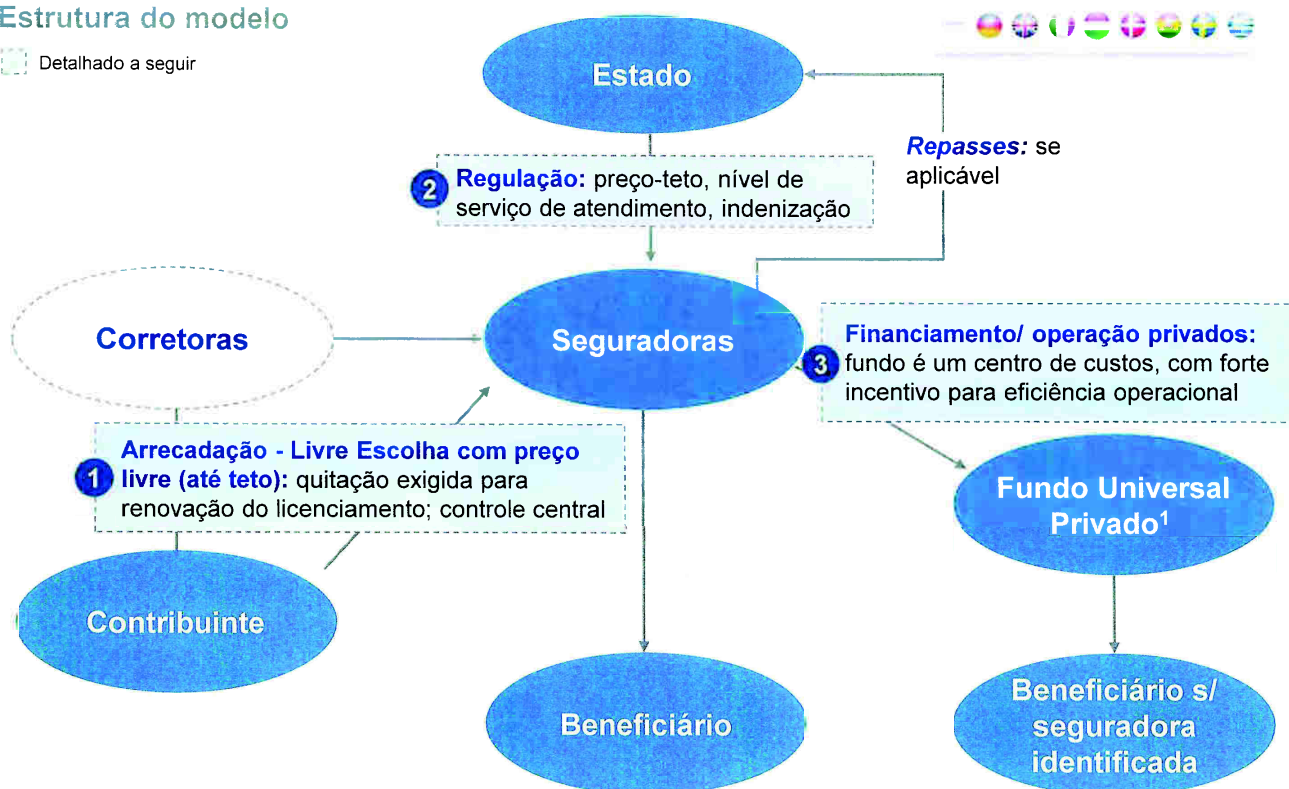 Estrutura do modelo
Detalhado a seguir
Estado
Repasses: se
aplicável
2
Regulação: preço-teto, nível de
serviço de atendimento, indenização
Corretoras
Seguradoras
3
Financiamento/ operação privados:
fundo é um centro de custos, com forte
incentivo para eficiência operacional
1
Arrecadação - Livre Escolha com preço
livre (até teto): quitação exigida para
renovação do licenciamento; controle central
Fundo Universal
Privado¹
Contribuinte
Beneficiário
Beneficiário s/
seguradora
identificada